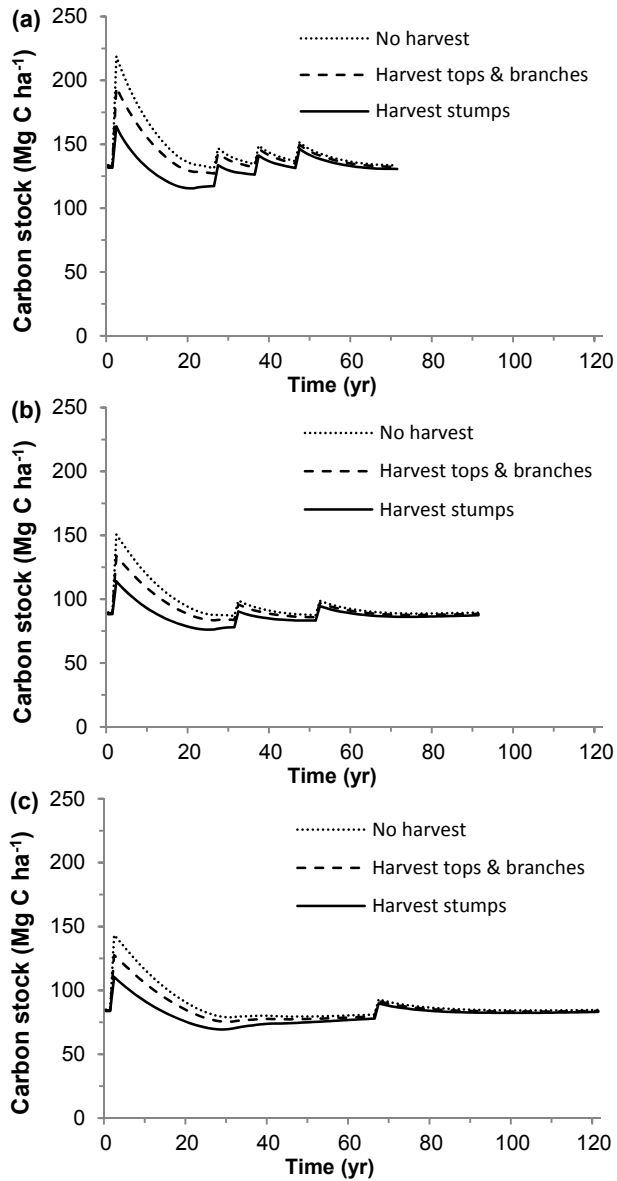 (a)
250
200
150
100
50
0
Carbon stock (Mg C ha-1)
No harvest
Harvest tops & branches
Harvest stumps
0 20 40 60 80 100 120
Time (yr)
(b)
250
200
150
100
50
0
Carbon stock (Mg C ha-1)
No harvest
Harvest tops & branches
Harvest stumps
0 20 40 60 80 100 120
Time (yr)
(c)
250
200
150
100
50
0
Carbon stock (Mg C ha-1)
No harvest
Harvest tops & branches
Harvest stumps
0 20 40 60 80 100 120
Time (yr)